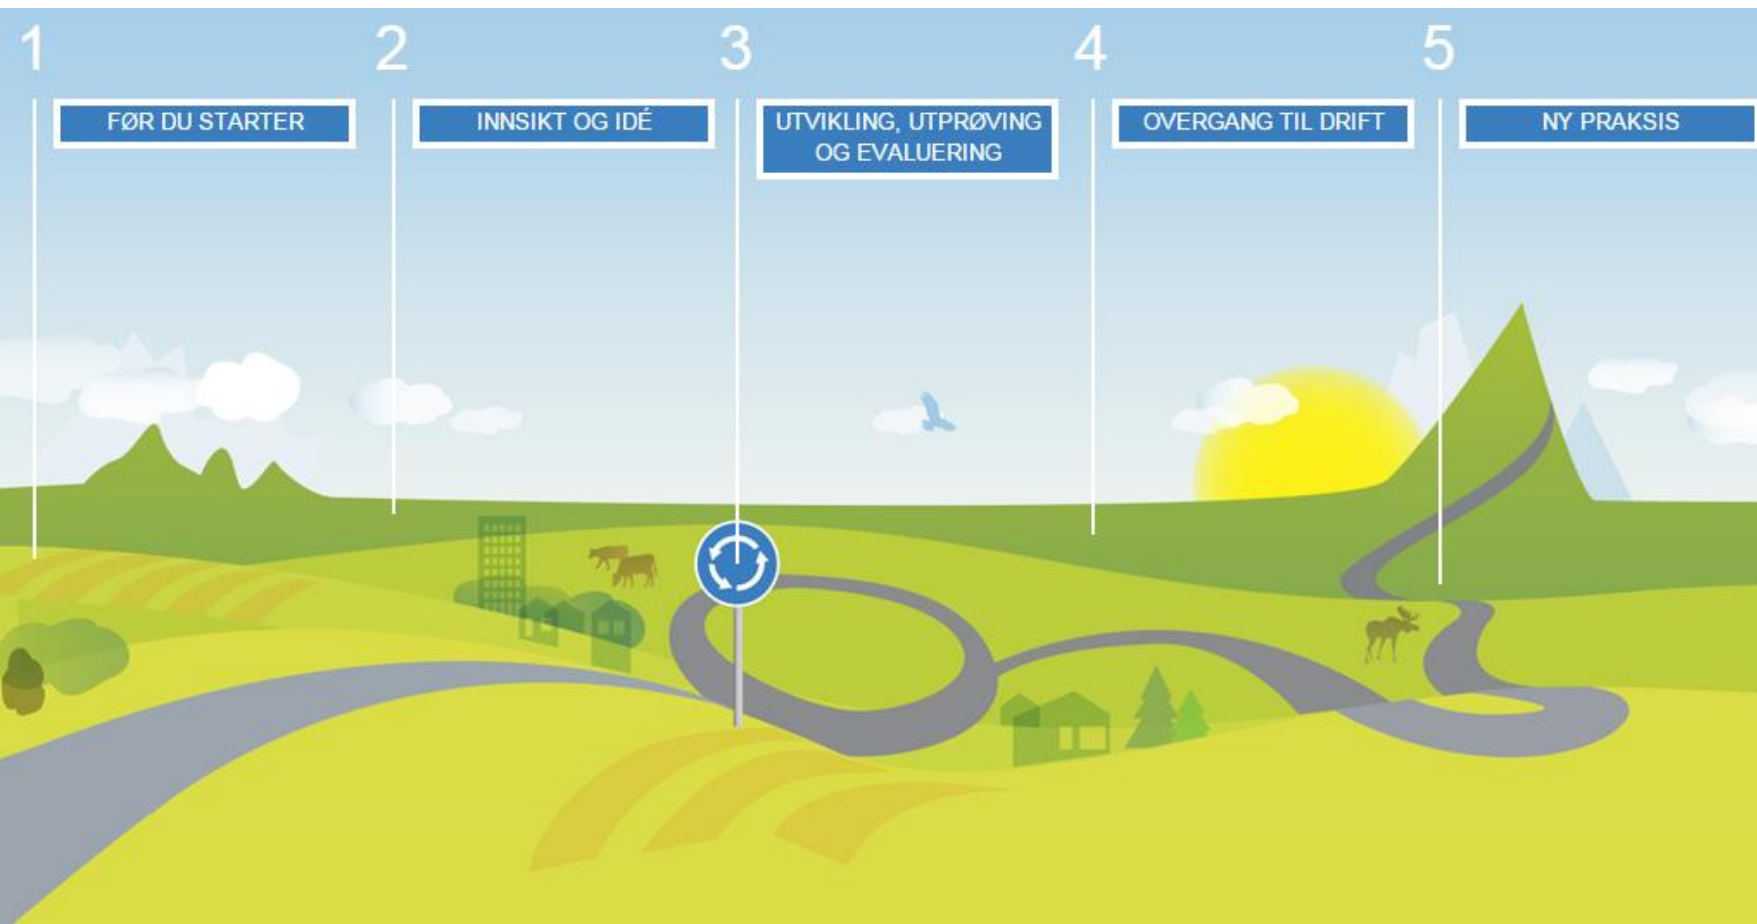 1
FØR DU STARTER
2
INNSIKT OG IDÉ
3
UTVIKLING, UTPRØVING
OG EVALUERING
4
OVERGANG TIL DRIFT
5
NY PRAKSIS